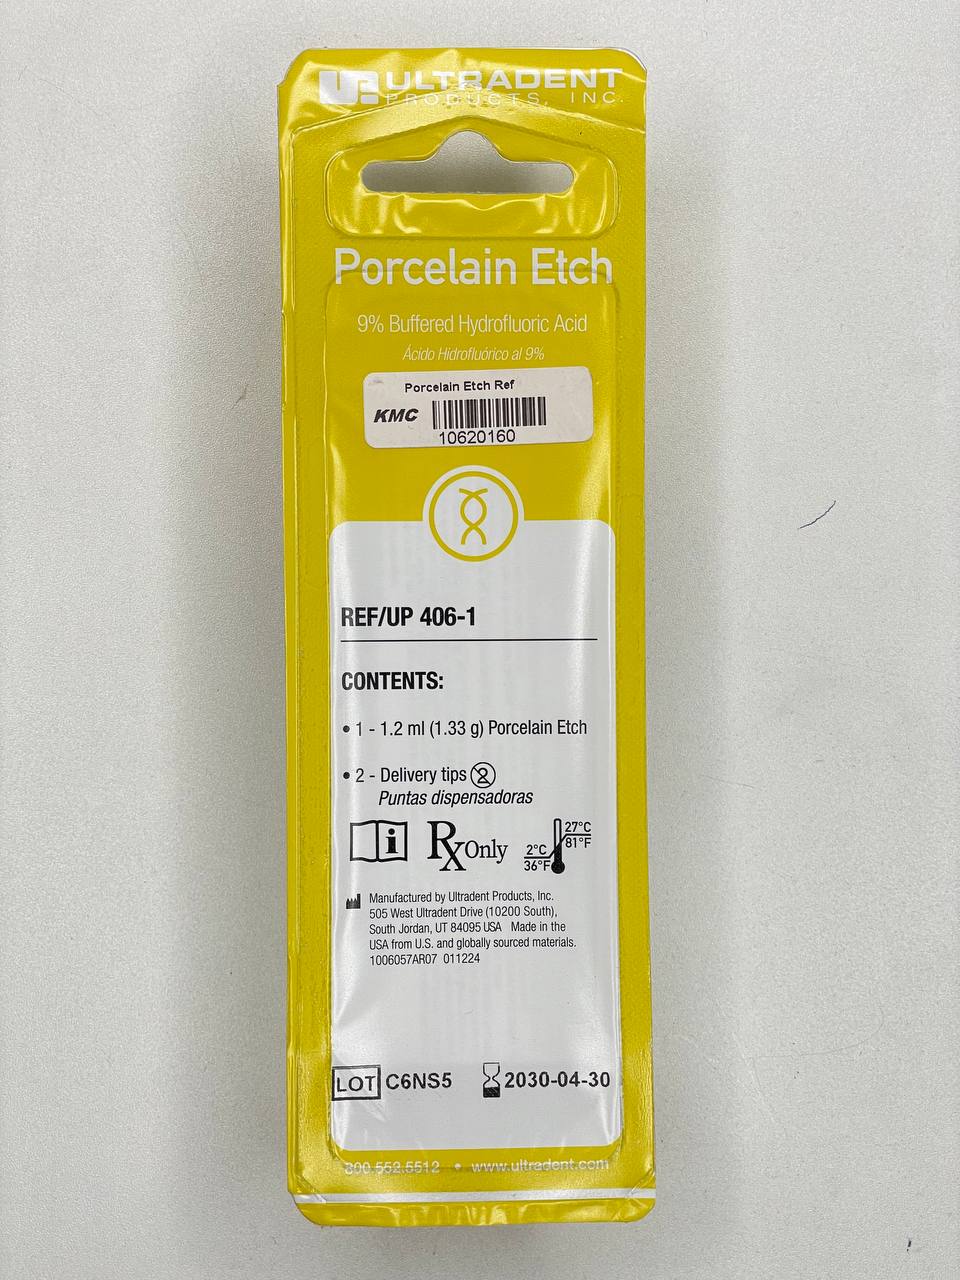 ULTRADENT
PRODUCTS, INC.
Porcelain Etch
9% Buffered Hydrofluoric Acid
Ácido Hidrofluórico al 9%
Porcelain Etch Ref
KMC
10620160
REF/UP 406-1
CONTENTS:
• 1 - 1.2 ml (1.33 g) Porcelain Etch
• 2 - Delivery tips 2
Puntas dispensadoras
i Rx Only
27°C
81°F
2°C
36°F
Manufactured by Ultradent Products, Inc.
505 West Ultradent Drive (10200 South),
South Jordan, UT 84095 USA Made in the
USA from U.S. and globally sourced materials.
1006057AR07 011224
LOT C6NS5 2030-04-30
800.552.5512 • www.ultradent.com